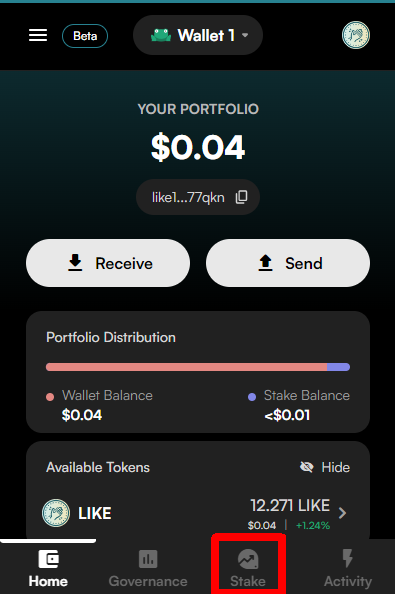 Beta
Wallet 1
YOUR PORTFOLIO
$0.04
like1...77qkn
Receive
Send
Portfolio Distribution
Wallet Balance
$0.04
Stake Balance
<$0.01
Available Tokens
Hide
LIKE
12.271 LIKE
$0.04 | +1.24%
Home
Governance
Stake
Activity